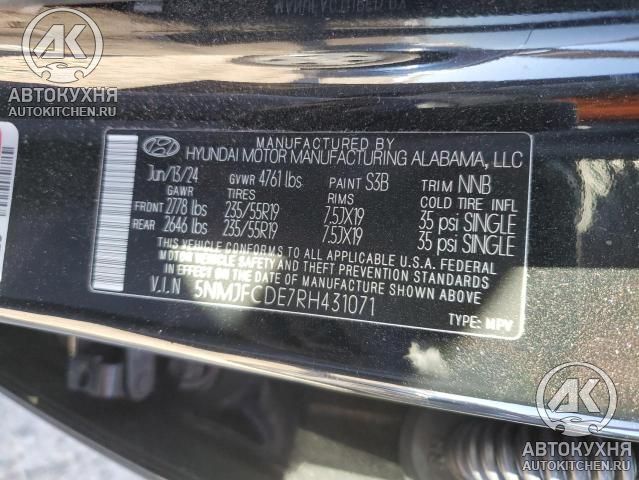 AK
АВТОКУХНЯ
AUTOKITCHEN.RU
MANUFACTURED BY
HYUNDAI MOTOR MANUFACTURING ALABAMA, LLC
Jun/13/24 GVWR 4761 lbs PAINT S3B TRIM NNB
GAWR TIRES RIMS COLD TIRE INFL
FRONT 2778 lbs 235/55R19 7.5JX19 35 psi SINGLE
REAR 2646 lbs 235/55R19 7.5JX19 35 psi SINGLE
THIS VEHICLE CONFORMS TO ALL APPLICABLE U.S.A. FEDERAL
MOTOR VEHICLE SAFETY AND THEFT PREVENTION STANDARDS
IN EFFECT ON THE DATE OF MANUFACTURE SHOWN ABOVE.
V.I.N 5NMJFCDE7RH431071
TYPE: MPV
AK
АВТОКУХНЯ
AUTOKITCHEN.RU